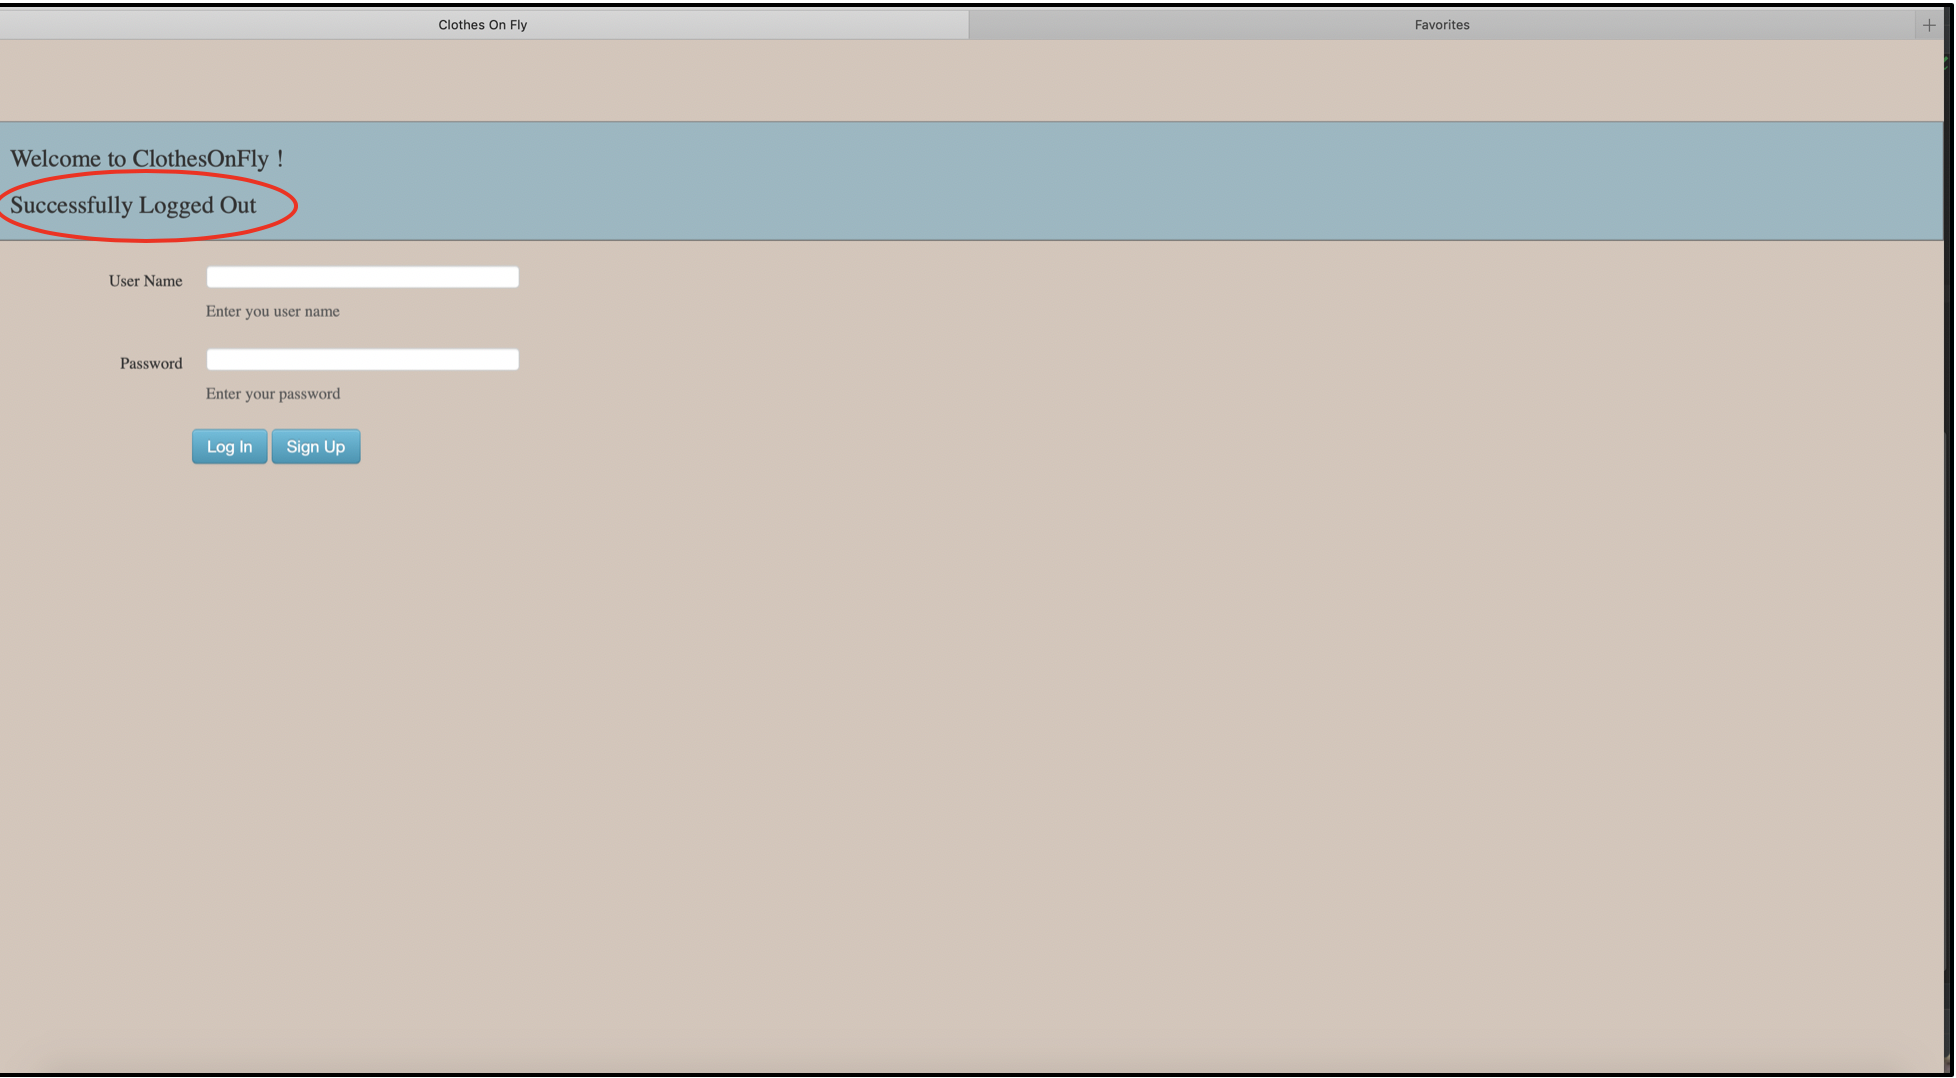 Clothes On Fly
Favorites
Welcome to ClothesOnFly !
Successfully Logged Out
User Name
Enter you user name
Password
Enter your password
Log In
Sign Up